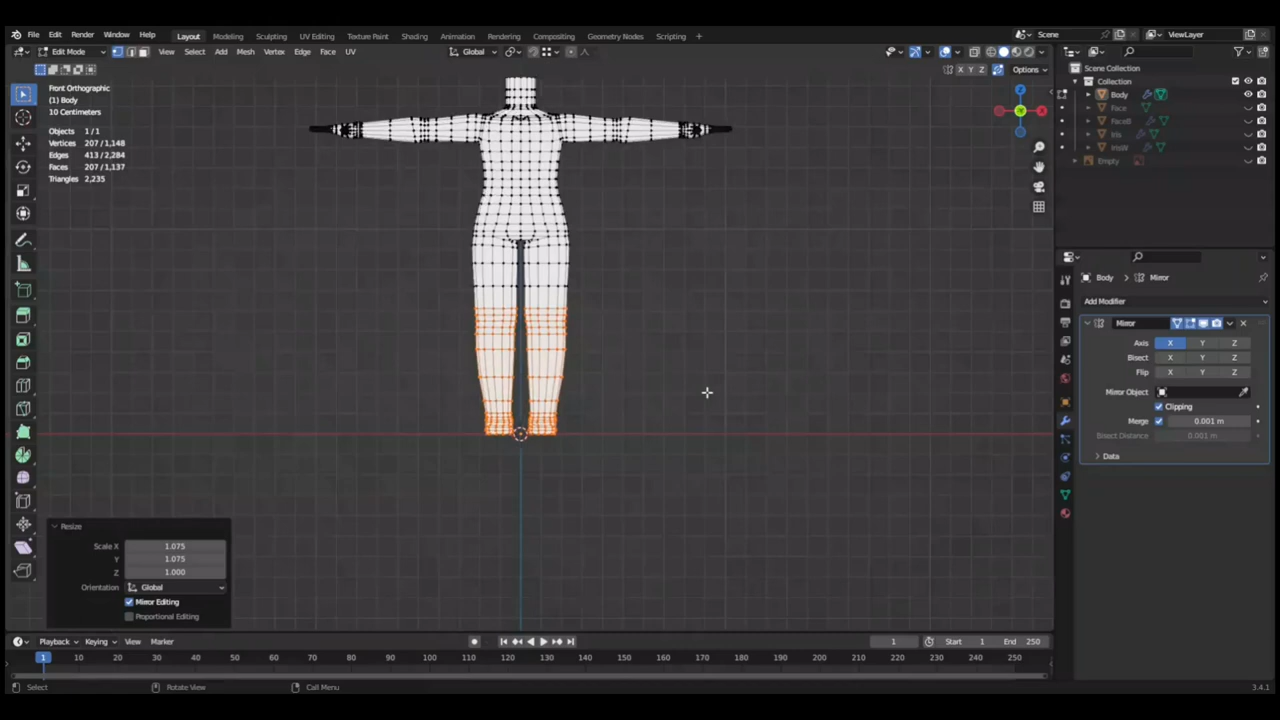 File Edit Render Window Help Layout Modeling Sculpting UV Editing Texture Paint Shading Animation Rendering Compositing Geometry Nodes Scripting + Scene ViewLayer
Edit Mode View Select Add Mesh Vertex Edge Face UV Global
X Y Z Options
Front Orthographic
(1) Body
10 Centimeters
Objects 1 / 1
Vertices 207 / 1,148
Edges 413 / 2,284
Faces 207 / 1,137
Triangles 2,235
Scene Collection
Collection
Body
Face
FaceB
Iris
IrisW
Empty
Body > Mirror
Add Modifier
Mirror
Axis X Y Z
Bisect X Y Z
Flip X Y Z
Mirror Object
Clipping
Merge 0.001 m
Bisect Distance 0.001 m
Data
Resize
Scale X 1.075
Y 1.075
Z 1.000
Orientation Global
Mirror Editing
Proportional Editing
Playback Keying View Marker 1 Start 1 End 250
1 10 20 30 40 50 60 70 80 90 100 110 120 130 140 150 160 170 180 190 200 210 220 230 240 250
Select Rotate View Call Menu 3.4.1